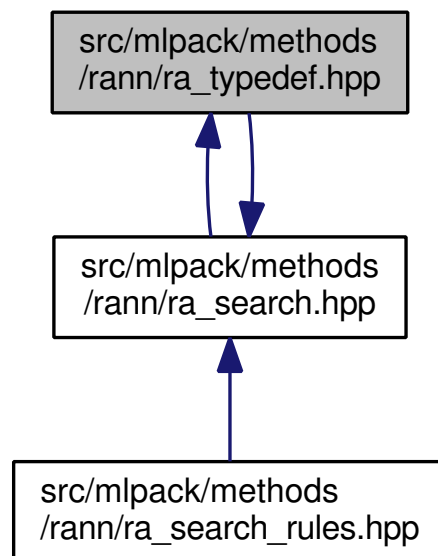 src/mlpack/methods
/rann/ra_typedef.hpp
src/mlpack/methods
/rann/ra_search.hpp
src/mlpack/methods
/rann/ra_search_rules.hpp